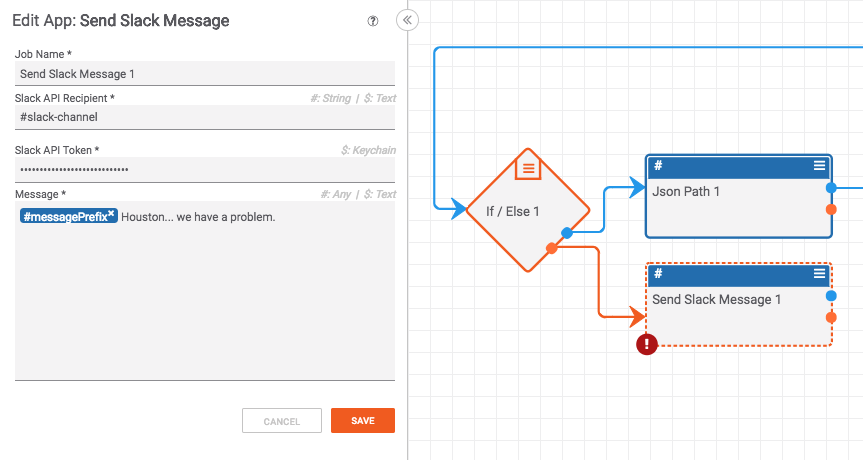 Edit App: Send Slack Message
?
Job Name *
Send Slack Message 1
Slack API Recipient *
#: String | $: Text
#slack-channel
Slack API Token *
$: Keychain
••••••••••••••••••••••••••••
Message *
#: Any | $: Text
#messagePrefix× Houston... we have a problem.
CANCEL
SAVE
If / Else 1
#
Json Path 1
#
Send Slack Message 1
!